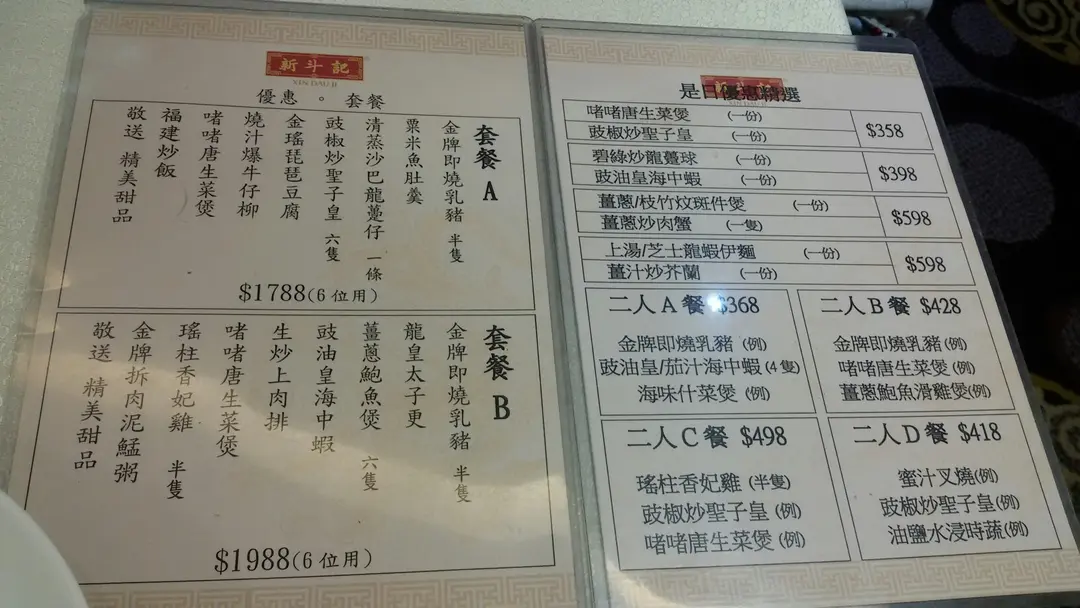 新斗記
XIN DAU JI
優惠。套餐
套餐A
金牌即燒乳豬 半隻
粟米魚肚羹
清蒸沙巴龍躉仔 一條
豉椒炒聖子皇 六隻
金瑤琵琶豆腐
燒汁爆牛仔柳
啫啫唐生菜煲
福建炒飯
敬送 精美甜品
$1788(6位用)
套餐B
金牌即燒乳豬 半隻
龍皇太子更
薑蔥鮑魚煲 六隻
豉油皇海中蝦
生炒上肉排
啫啫唐生菜煲
瑤柱香妃雞 半隻
金牌拆肉泥鯭粥
敬送 精美甜品
$1988(6位用)
是日優惠精選
啫啫唐生菜煲 (一份)
豉椒炒聖子皇 (一份)
$358
碧綠炒龍躉球 (一份)
豉油皇海中蝦 (一份)
$398
薑蔥/枝竹炆斑件煲 (一份)
薑蔥炒肉蟹 (一隻)
$598
上湯/芝士龍蝦伊麵 (一份)
薑汁炒芥蘭 (一份)
$598
二人A餐 $368
金牌即燒乳豬 (例)
豉油皇/茄汁海中蝦 (4隻)
海味什菜煲 (例)
二人B餐 $428
金牌即燒乳豬(例)
啫啫唐生菜煲(例)
薑蔥鮑魚滑雞煲(例)
二人C餐 $498
瑤柱香妃雞 (半隻)
豉椒炒聖子皇 (例)
啫啫唐生菜煲 (例)
二人D餐 $418
蜜汁叉燒(例)
豉椒炒聖子皇(例)
油鹽水浸時蔬(例)